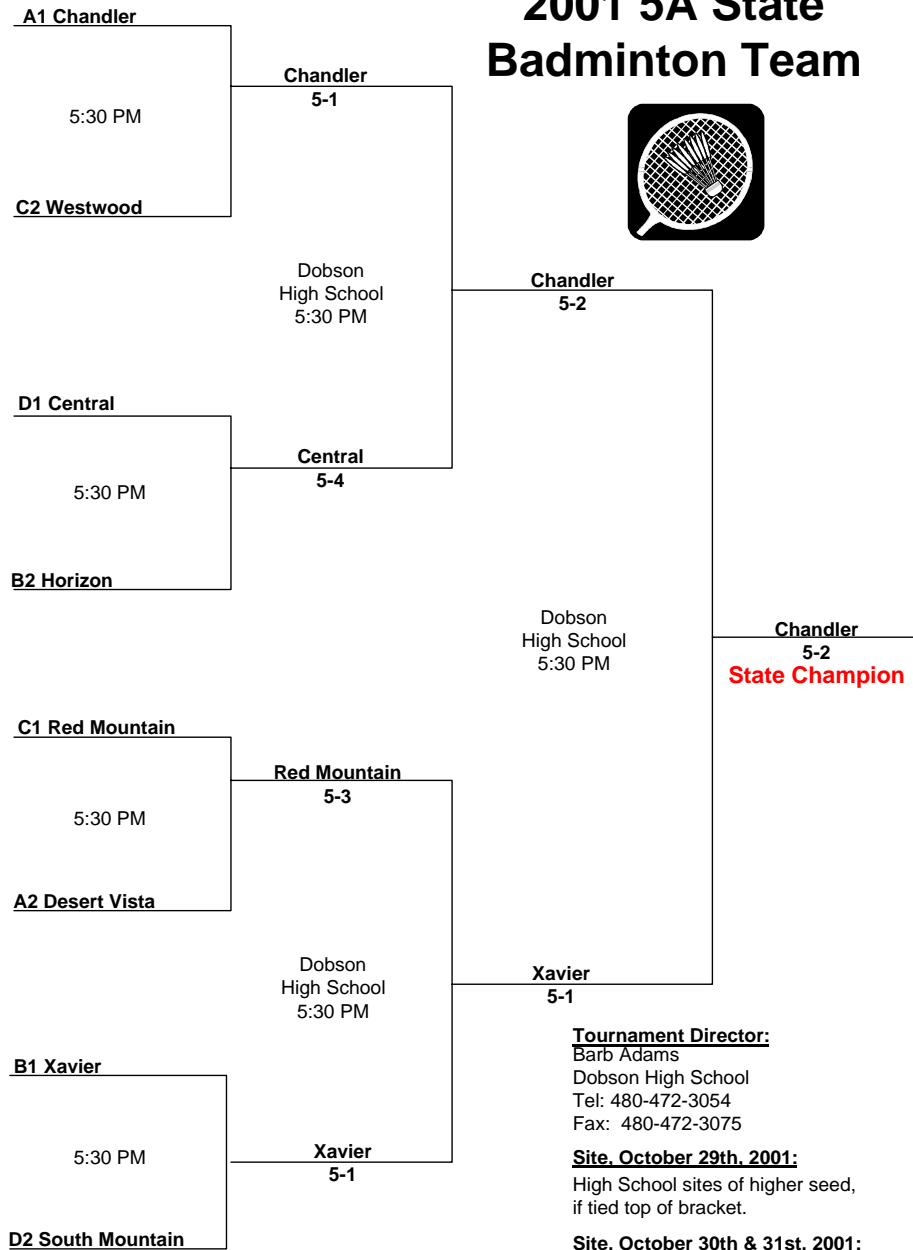 2001 5A State
Badminton Team
A1 Chandler
5:30 PM
C2 Westwood
Chandler
5-1
Dobson
High School
5:30 PM
D1 Central
5:30 PM
B2 Horizon
Central
5-4
Chandler
5-2
Dobson
High School
5:30 PM
Chandler
5-2
State Champion
C1 Red Mountain
5:30 PM
A2 Desert Vista
Red Mountain
5-3
Dobson
High School
5:30 PM
B1 Xavier
5:30 PM
D2 South Mountain
Xavier
5-1
Xavier
5-1
Tournament Director:
Barb Adams
Dobson High School
Tel: 480-472-3054
Fax: 480-472-3075
Site, October 29th, 2001:
High School sites of higher seed,
if tied top of bracket.
Site, October 30th & 31st, 2001: